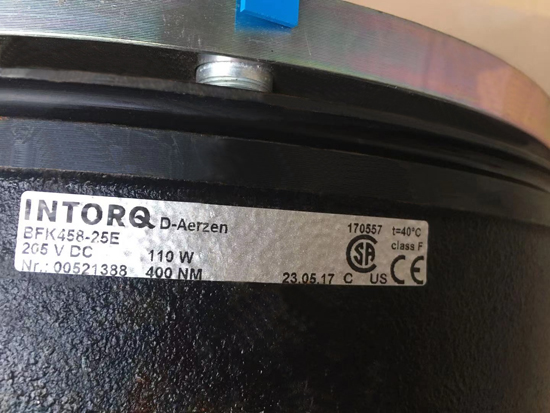 INTORQ D-Aerzen
BFK458-25E
205 V DC 110 W
Nr.: 00521388 400 NM 23.05.17
170557 t=40°C
class F
SA
C US CE